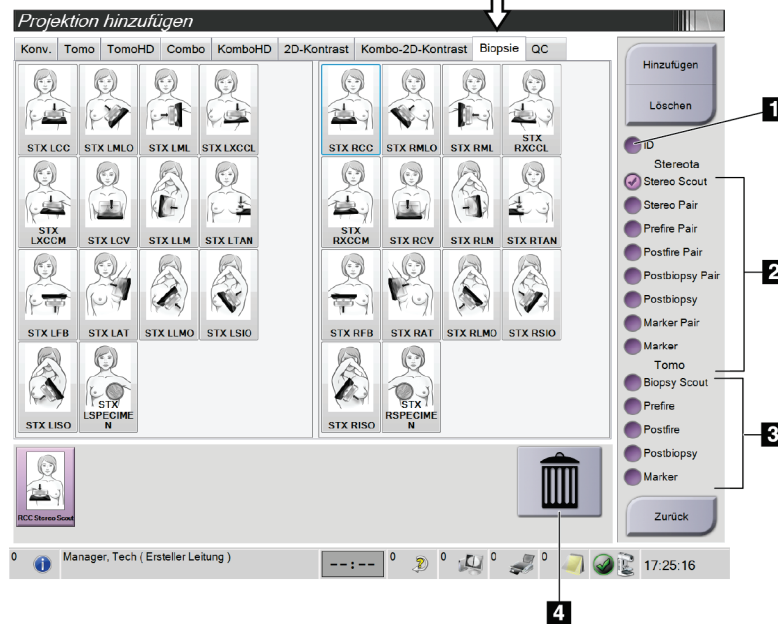 Projektion hinzufügen
Konv. Tomo TomoHD Combo KomboHD 2D-Kontrast Kombo-2D-Kontrast Biopsie QC
STX LCC STX LMLO STX LML STX LXCCL
STX RCC STX RMLO STX RML STX RXCCL
STX LXCCM STX LCV STX LLM STX LTAN
STX RXCCM STX RCV STX RLM STX RTAN
STX LFB STX LAT STX LLMO STX LSIO
STX RFB STX RAT STX RLMO STX RSIO
STX LISO STX LSPECIMEN
STX RISO STX RSPECIMEN
RCC Stereo Scout
Hinzufügen
Löschen
1
ID
Stereota
Stereo Scout
Stereo Pair
Prefire Pair
Postfire Pair
Postbiopsy Pair
Postbiopsy
Marker Pair
Marker
2
Tomo
Biopsy Scout
Prefire
Postfire
Postbiopsy
Marker
3
Zurück
0 Manager, Tech ( Ersteller Leitung ) --:-- 0 0 0 0 17:25:16
4